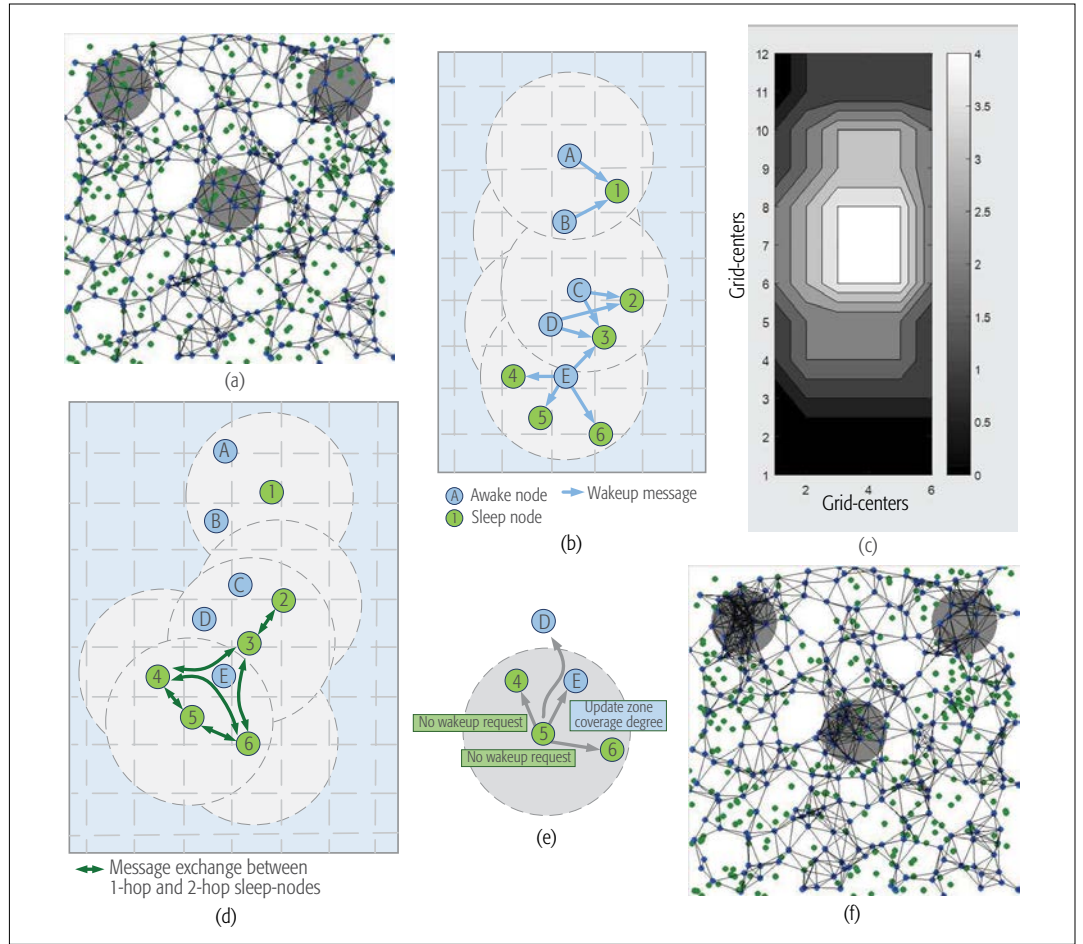 (a)
A
1
B
C
2
D
3
4
E
5
6
A Awake node
Wakeup message
1 Sleep node
(b)
12
11
10
9
8
7
6
5
4
3
2
1
2
4
6
Grid-centers
Grid-centers
4
3.5
3
2.5
2
1.5
1
0.5
0
(c)
A
1
B
C
2
D
3
4
E
5
6
Message exchange between
1-hop and 2-hop sleep-nodes
(d)
D
4
E
No wakeup request
Update zone
coverage degree
5
No wakeup request
6
(e)
(f)